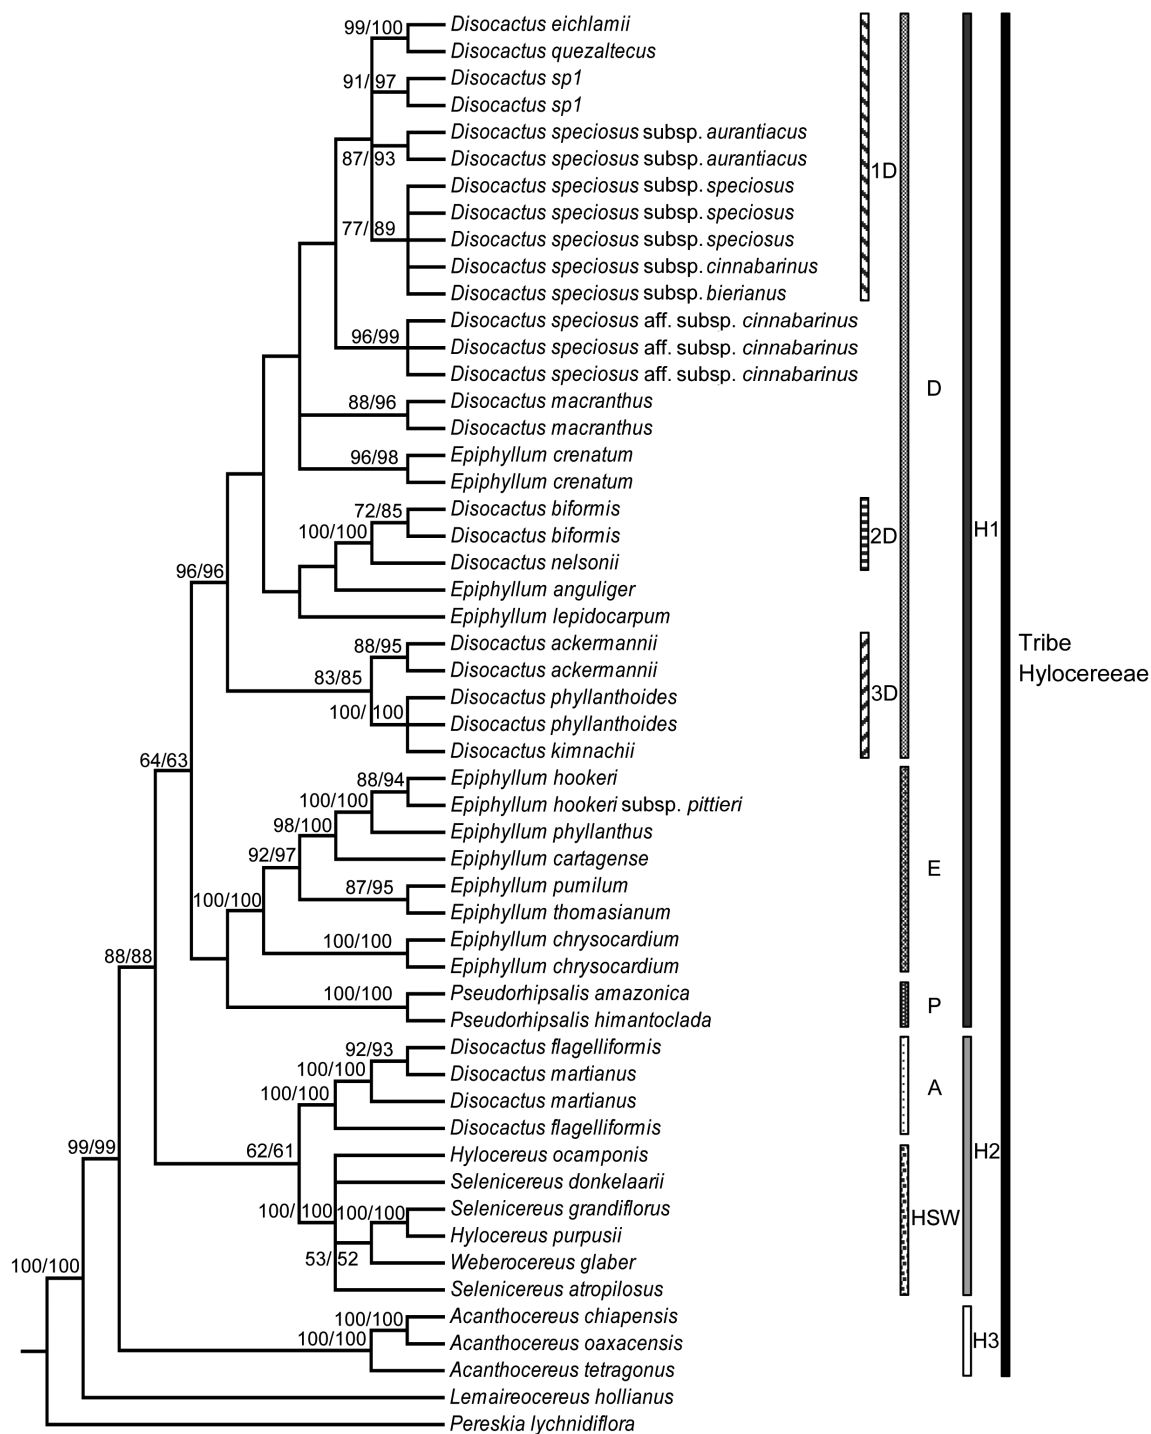 99/100
Disocactus eichlamii
Disocactus quezaltecus
91/97
Disocactus sp1
Disocactus sp1
Disocactus speciosus subsp. aurantiacus
87/93
Disocactus speciosus subsp. aurantiacus
1D
Disocactus speciosus subsp. speciosus
Disocactus speciosus subsp. speciosus
77/89
Disocactus speciosus subsp. speciosus
Disocactus speciosus subsp. cinnabarinus
Disocactus speciosus subsp. bierianus
Disocactus speciosus aff. subsp. cinnabarinus
96/99
Disocactus speciosus aff. subsp. cinnabarinus
Disocactus speciosus aff. subsp. cinnabarinus
D
88/96
Disocactus macranthus
Disocactus macranthus
96/98
Epiphyllum crenatum
Epiphyllum crenatum
72/85
Disocactus biformis
100/100
Disocactus biformis
2D
H1
Disocactus nelsonii
96/96
Epiphyllum anguliger
Epiphyllum lepidocarpum
88/95
Disocactus ackermannii
Tribe
Hylocereeae
83/85
Disocactus ackermannii
3D
Disocactus phyllanthoides
100/100
Disocactus phyllanthoides
Disocactus kimnachii
64/63
88/94
Epiphyllum hookeri
100/100
Epiphyllum hookeri subsp. pittieri
98/100
Epiphyllum phyllanthus
92/97
Epiphyllum cartagense
E
87/95
Epiphyllum pumilum
100/100
Epiphyllum thomasianum
100/100
Epiphyllum chrysocardium
88/88
Epiphyllum chrysocardium
100/100
Pseudorhipsalis amazonica
P
Pseudorhipsalis himantoclada
92/93
Disocactus flagelliformis
100/100
Disocactus martianus
A
100/100
Disocactus martianus
Disocactus flagelliformis
99/99
62/61
Hylocereus ocamponis
H2
Selenicereus donkelaarii
100/100
100/100
Selenicereus grandiflorus
HSW
Hylocereus purpusii
53/52
Weberocereus glaber
100/100
Selenicereus atropilosus
100/100
Acanthocereus chiapensis
100/100
Acanthocereus oaxacensis
H3
Acanthocereus tetragonus
Lemaireocereus hollianus
Pereskia lychnidiflora